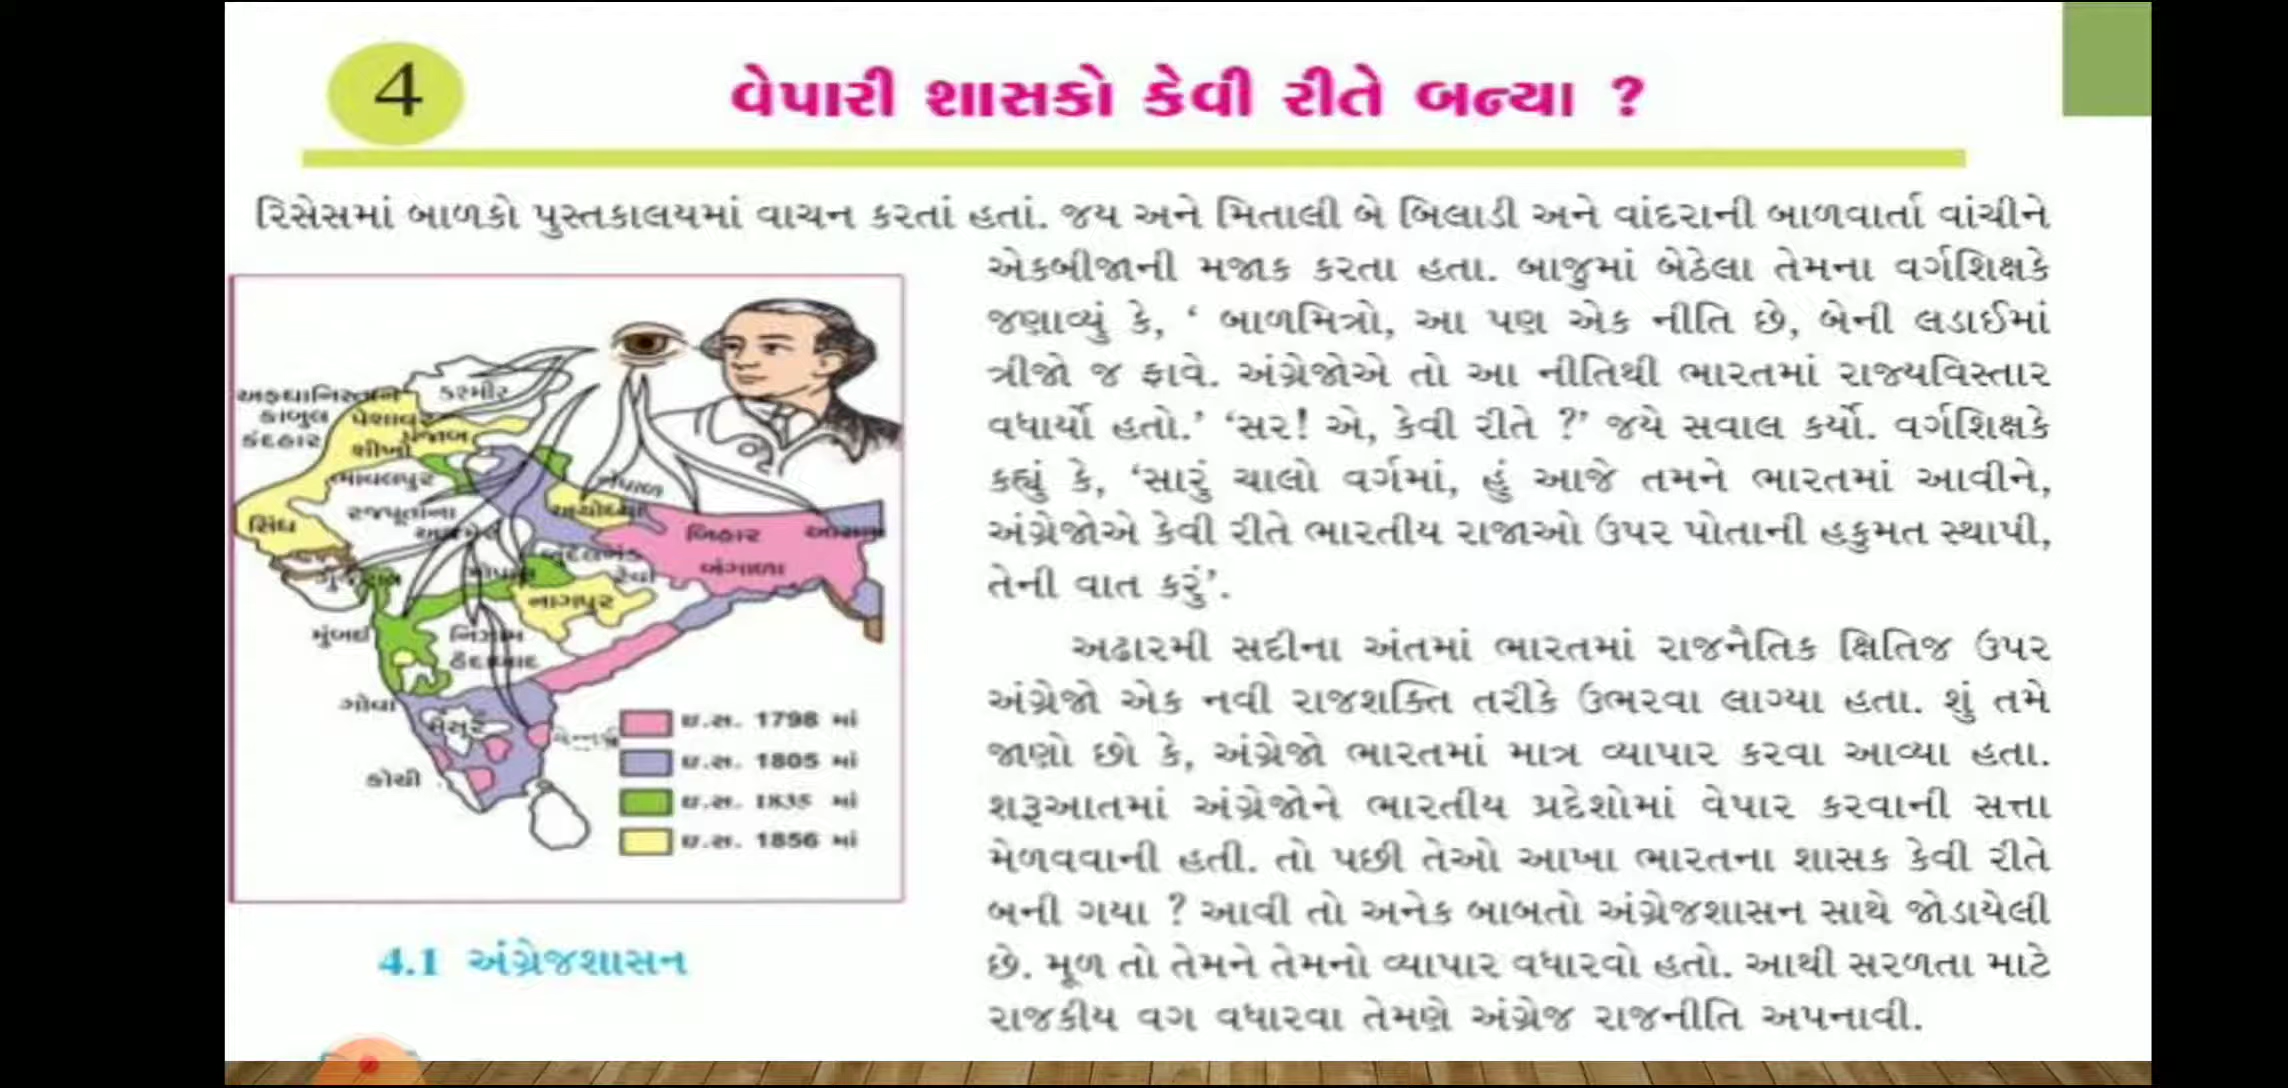 4
વેપારી શાસકો કેવી રીતે બન્યા ?
રિસેસમાં બાળકો પુસ્તકાલયમાં વાચન કરતાં હતાં. જય અને મિતાલી બે બિલાડી અને વાંદરાની બાળવાર્તા વાંચીને
એકબીજાની મજાક કરતા હતા. બાજુમાં બેઠેલા તેમના વર્ગશિક્ષકે
જણાવ્યું કે, ‘ બાળમિત્રો, આ પણ એક નીતિ છે, બેની લડાઈમાં
ત્રીજો જ ફાવે. અંગ્રેજોએ તો આ નીતિથી ભારતમાં રાજ્યવિસ્તાર
વધાર્યો હતો.’ ‘સર! એ, કેવી રીતે ?’ જયે સવાલ કર્યો. વર્ગશિક્ષકે
કહ્યું કે, ‘સારું ચાલો વર્ગમાં, હું આજે તમને ભારતમાં આવીને,
અંગ્રેજોએ કેવી રીતે ભારતીય રાજાઓ ઉપર પોતાની હકુમત સ્થાપી,
તેની વાત કરું’.
અઢારમી સદીના અંતમાં ભારતમાં રાજનૈતિક ક્ષિતિજ ઉપર
અંગ્રેજો એક નવી રાજશક્તિ તરીકે ઉભરવા લાગ્યા હતા. શું તમે
જાણો છો કે, અંગ્રેજો ભારતમાં માત્ર વ્યાપાર કરવા આવ્યા હતા.
શરૂઆતમાં અંગ્રેજોને ભારતીય પ્રદેશોમાં વેપાર કરવાની સત્તા
મેળવવાની હતી. તો પછી તેઓ આખા ભારતના શાસક કેવી રીતે
બની ગયા ? આવી તો અનેક બાબતો અંગ્રેજશાસન સાથે જોડાયેલી
છે. મૂળ તો તેમને તેમનો વ્યાપાર વધારવો હતો. આથી સરળતા માટે
રાજકીય વગ વધારવા તેમણે અંગ્રેજ રાજનીતિ અપનાવી.
કશ્મીર
કાબુલ
પેશાવર
કંદહાર
પંજાબ
શીખો
ભાવલપુર
નેપાળ
રજપૂતાના
સિંધ
બિહાર
આસામ
બંગાળા
નાગપુર
મુંબઈ
નિઝામ
હૈદરાબાદ
ગોવા
મૈસુર
કોચી
ઇ.સ. 1798 માં
ઇ.સ. 1805 માં
ઇ.સ. 1835 માં
ઇ.સ. 1856 માં
4.1 અંગ્રેજશાસન